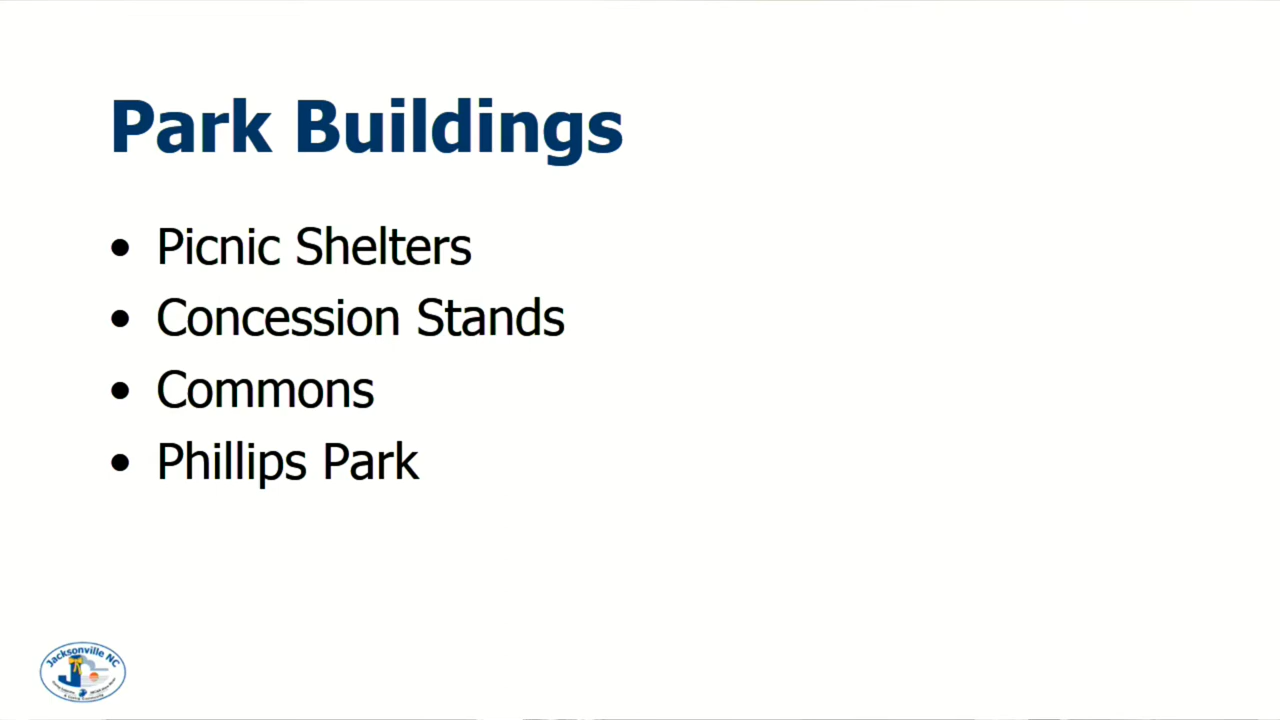 Park Buildings
• Picnic Shelters
• Concession Stands
• Commons
• Phillips Park
Jacksonville NC